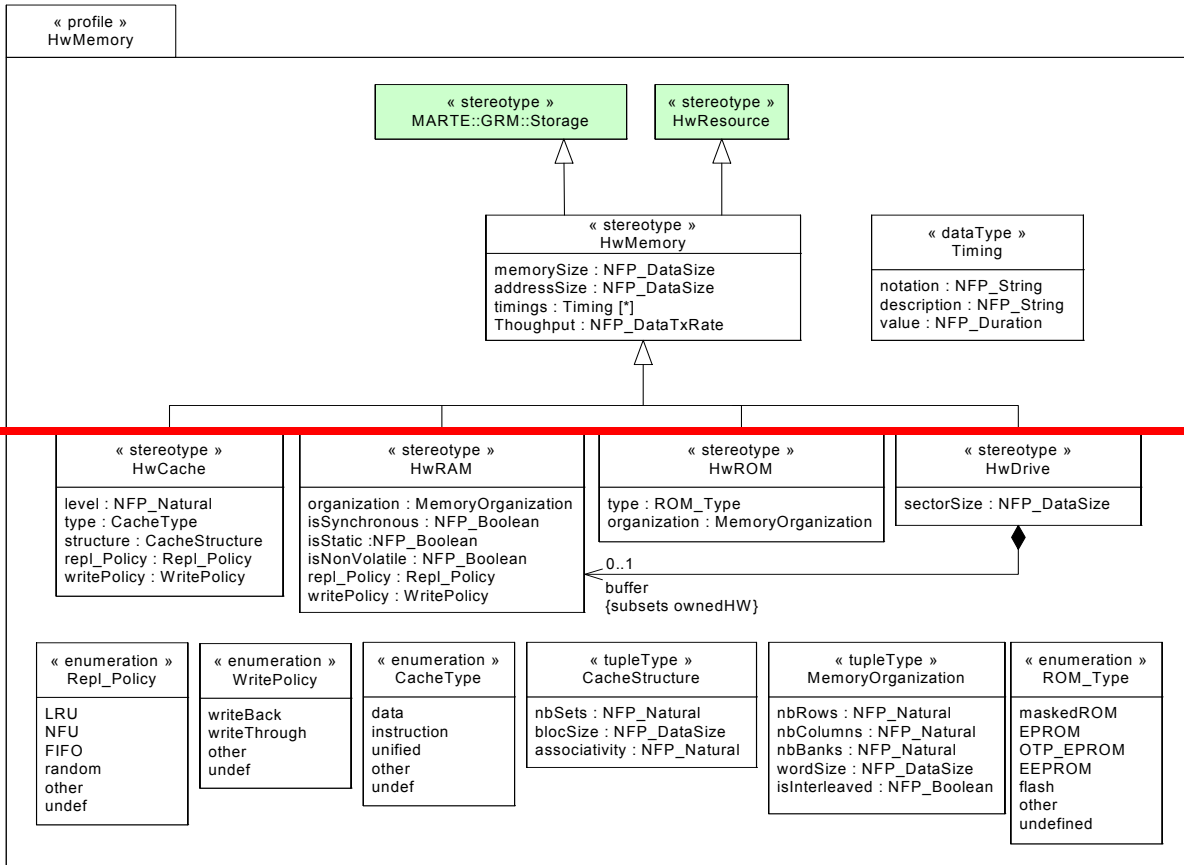 « profile »
HwMemory
« stereotype »
MARTE::GRM::Storage
« stereotype »
HwResource
« stereotype »
HwMemory
memorySize : NFP_DataSize
addressSize : NFP_DataSize
timings : Timing [*]
Thoughput : NFP_DataTxRate
« dataType »
Timing
notation : NFP_String
description : NFP_String
value : NFP_Duration
« stereotype »
HwCache
level : NFP_Natural
type : CacheType
structure : CacheStructure
repl_Policy : Repl_Policy
writePolicy : WritePolicy
« stereotype »
HwRAM
organization : MemoryOrganization
isSynchronous : NFP_Boolean
isStatic :NFP_Boolean
isNonVolatile : NFP_Boolean
repl_Policy : Repl_Policy
writePolicy : WritePolicy
« stereotype »
HwROM
type : ROM_Type
organization : MemoryOrganization
« stereotype »
HwDrive
sectorSize : NFP_DataSize
0..1
buffer
{subsets ownedHW}
« enumeration »
Repl_Policy
LRU
NFU
FIFO
random
other
undef
« enumeration »
WritePolicy
writeBack
writeThrough
other
undef
« enumeration »
CacheType
data
instruction
unified
other
undef
« tupleType »
CacheStructure
nbSets : NFP_Natural
blocSize : NFP_DataSize
associativity : NFP_Natural
« tupleType »
MemoryOrganization
nbRows : NFP_Natural
nbColumns : NFP_Natural
nbBanks : NFP_Natural
wordSize : NFP_DataSize
isInterleaved : NFP_Boolean
« enumeration »
ROM_Type
maskedROM
EPROM
OTP_EPROM
EEPROM
flash
other
undefined